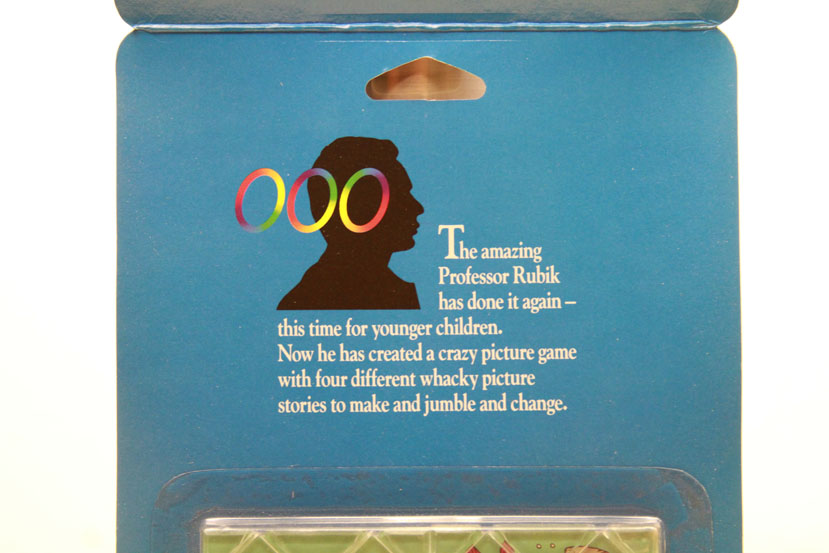 The amazing
Professor Rubik
has done it again –
this time for younger children.
Now he has created a crazy picture game
with four different whacky picture
stories to make and jumble and change.